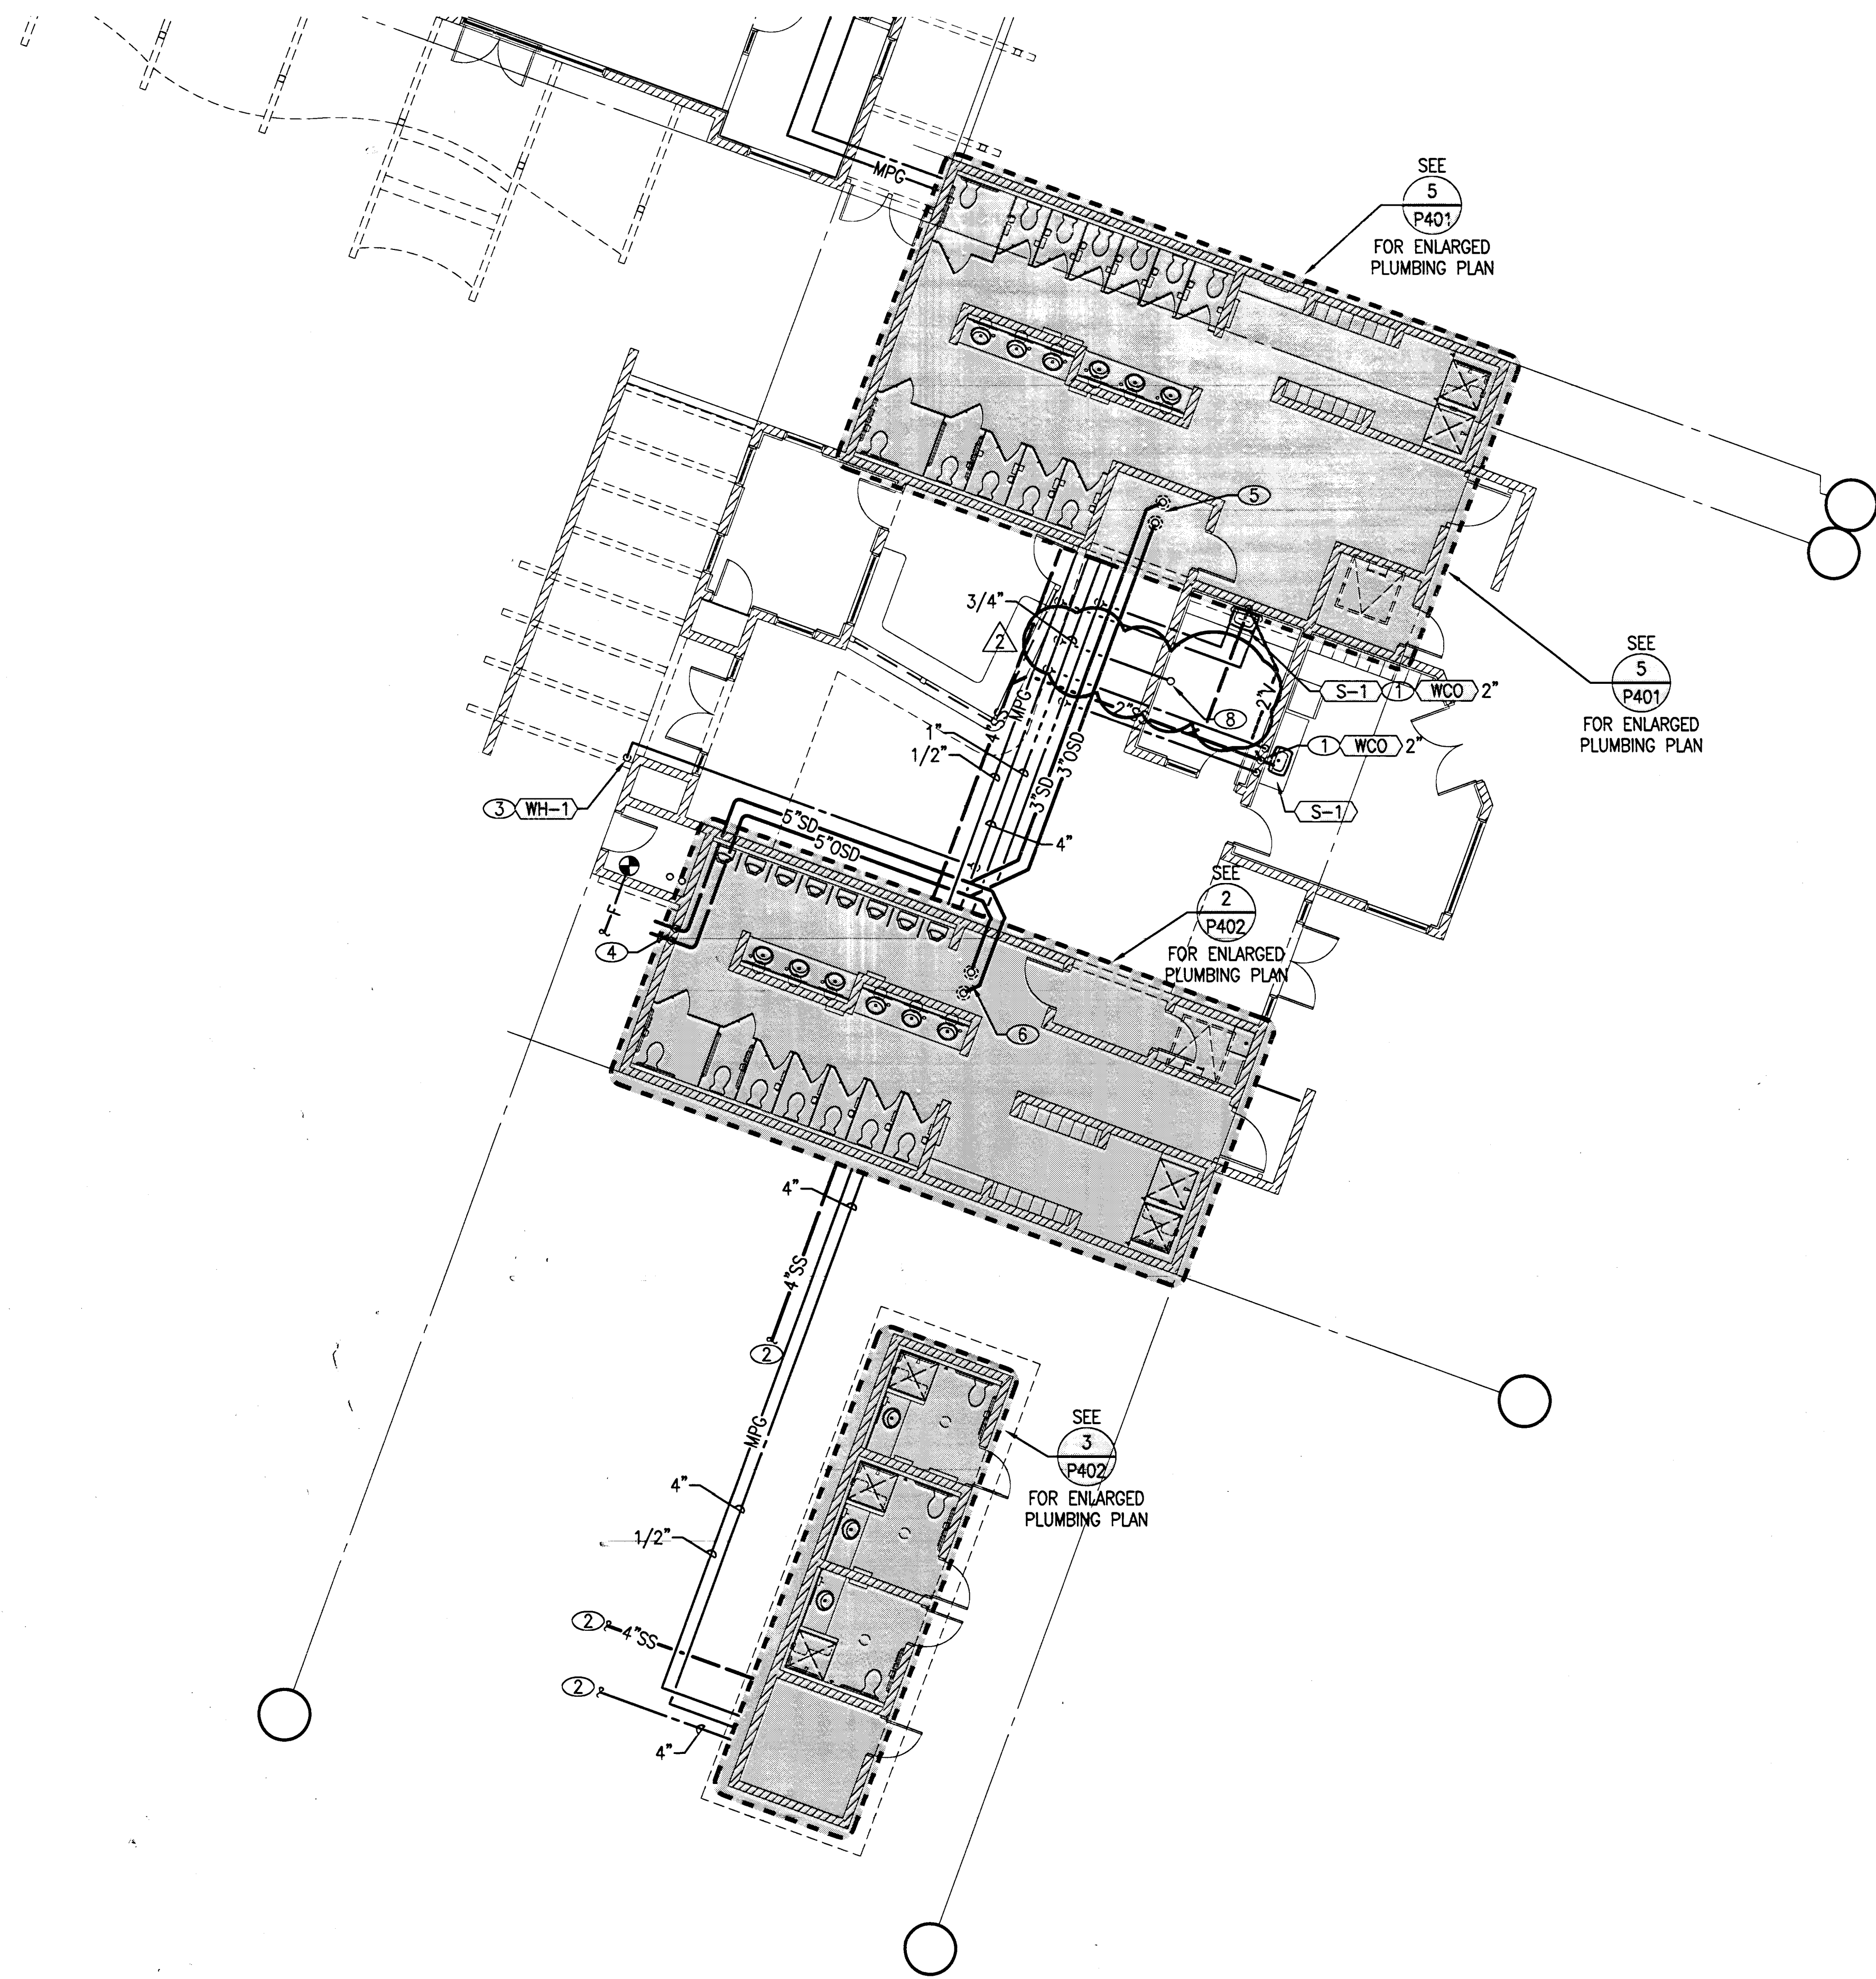 MPG
SEE
5
P401
FOR ENLARGED
PLUMBING PLAN
5
3/4"
2
SEE
5
P401
FOR ENLARGED
PLUMBING PLAN
S-1 1 WCO 2"
2"V
8
2"S
4"SS
MPG
1"
1/2"
3"SD
3"OSD
1 WCO 2"
S-1
3 WH-1
5"SD
5"OSD
4"
F
4
SEE
2
P402
FOR ENLARGED
PLUMBING PLAN
6
4"
4"SS
2
MPG
SEE
3
P402
FOR ENLARGED
PLUMBING PLAN
4"
1/2"
2
4"SS
2
4"